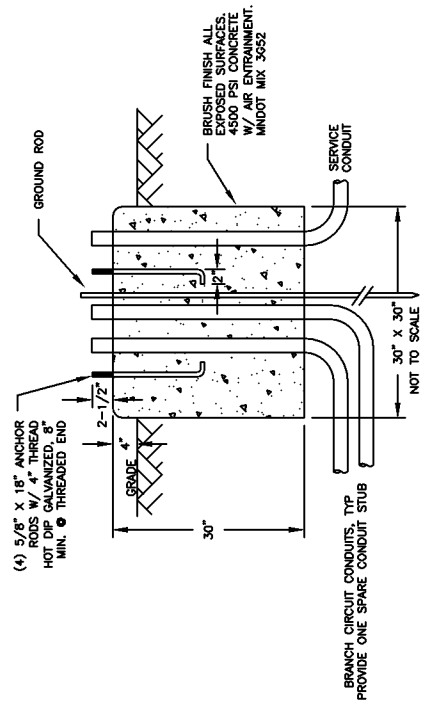 (4) 5/8" X 18" ANCHOR
RODS W/ 4" THREAD
HOT DIP GALVANIZED, 8"
MIN. @ THREADED END
GROUND ROD
2-1/2"
4"
GRADE
30"
2"
BRUSH FINISH ALL
EXPOSED SURFACES.
4500 PSI CONCRETE
W/ AIR ENTRAINMENT.
MNDOT MIX 3G52
SERVICE
CONDUIT
BRANCH CIRCUIT CONDUITS, TYP
PROVIDE ONE SPARE CONDUIT STUB
30" X 30"
NOT TO SCALE